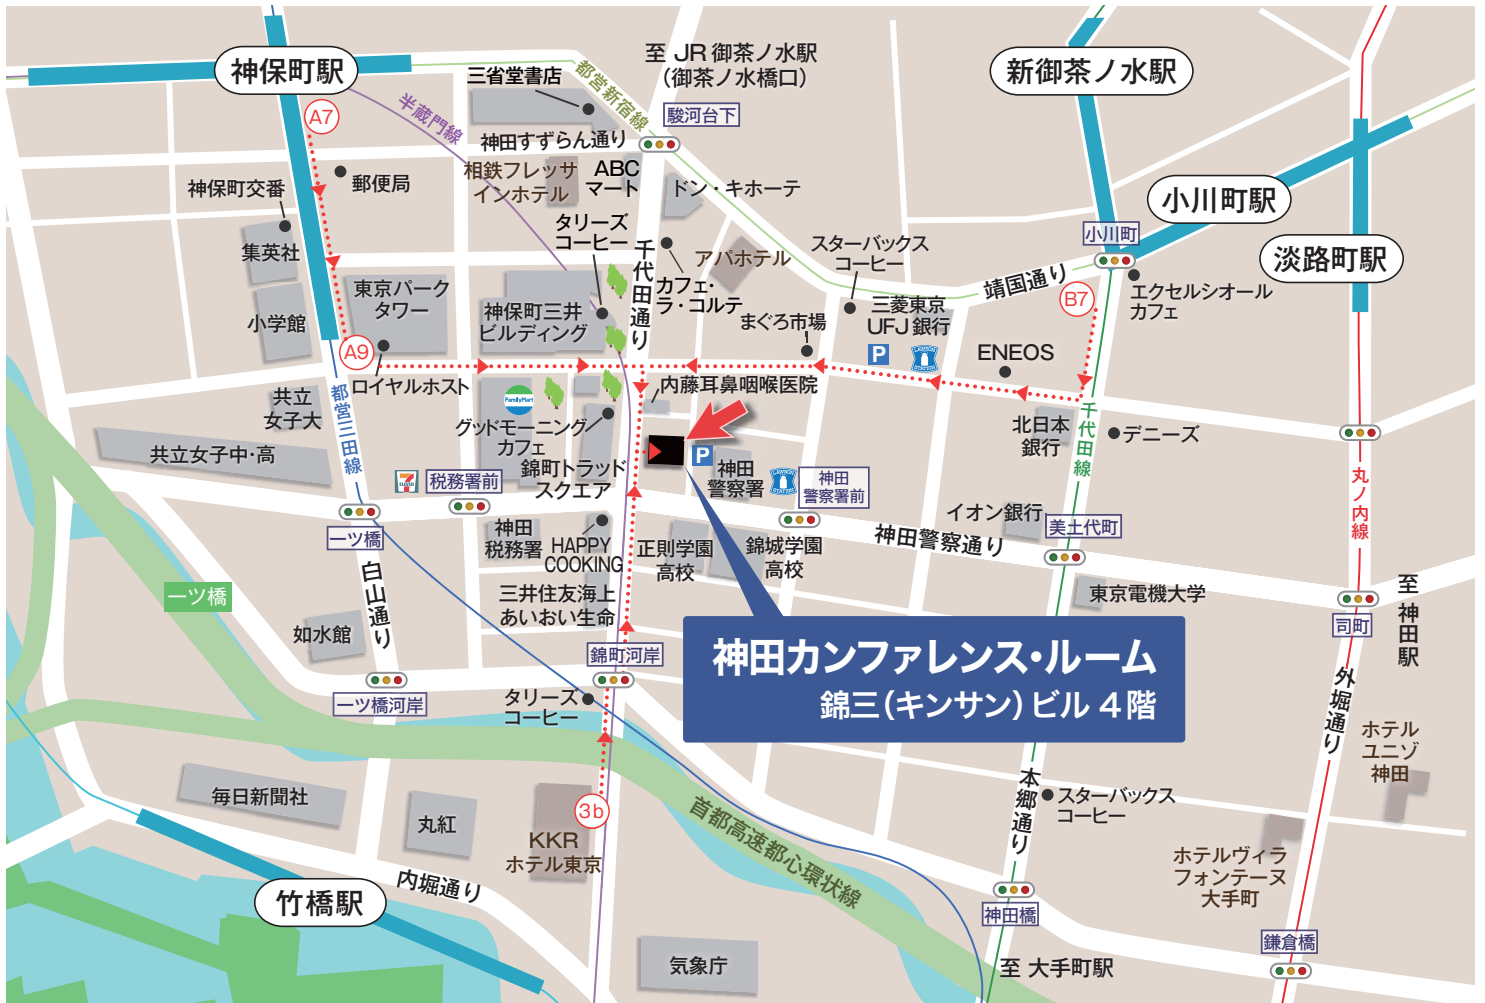 神保町駅
三省堂書店
至 JR 御茶ノ水駅
（御茶ノ水橋口）
都営新宿線
新御茶ノ水駅
半蔵門線
A7
駿河台下
神田すずらん通り
郵便局
相鉄フレッサ
インホテル
ABC
マート
ドン・キホーテ
神保町交番
集英社
小川町駅
小川町
淡路町駅
タリーズ
コーヒー
千代田通り
アパホテル
スターバックス
コーヒー
靖国通り
B7
エクセルシオール
カフェ
東京パーク
タワー
小学館
神保町三井
ビルディング
カフェ・
ラ・コルテ
まぐろ市場
三菱東京
UFJ 銀行
P
LAWSON
STATION
ENEOS
A9
ロイヤルホスト
共立
女子大
都営三田線
共立女子中・高
FamilyMart
グッドモーニング
カフェ
錦町トラッド
スクエア
内藤耳鼻咽喉医院
P
神田
警察署
LAWSON
STATION
神田
警察署前
北日本
銀行
千代田線
デニーズ
丸ノ内線
7
ELEVEN
税務署前
一ツ橋
白山通り
神田
税務署
HAPPY
COOKING
正則学園
高校
錦城学園
高校
神田警察通り
イオン銀行
美土代町
東京電機大学
司町
至 神田駅
一ツ橋
如水館
三井住友海上
あいおい生命
錦町河岸
一ツ橋河岸
タリーズ
コーヒー
神田カンファレンス・ルーム
錦三（キンサン）ビル 4 階
外堀通り
ホテル
ユニゾ
神田
毎日新聞社
丸紅
3b
KKR
ホテル東京
首都高速都心環状線
本郷通り
スターバックス
コーヒー
ホテルヴィラ
フォンテーヌ
大手町
竹橋駅
内堀通り
神田橋
鎌倉橋
気象庁
至 大手町駅